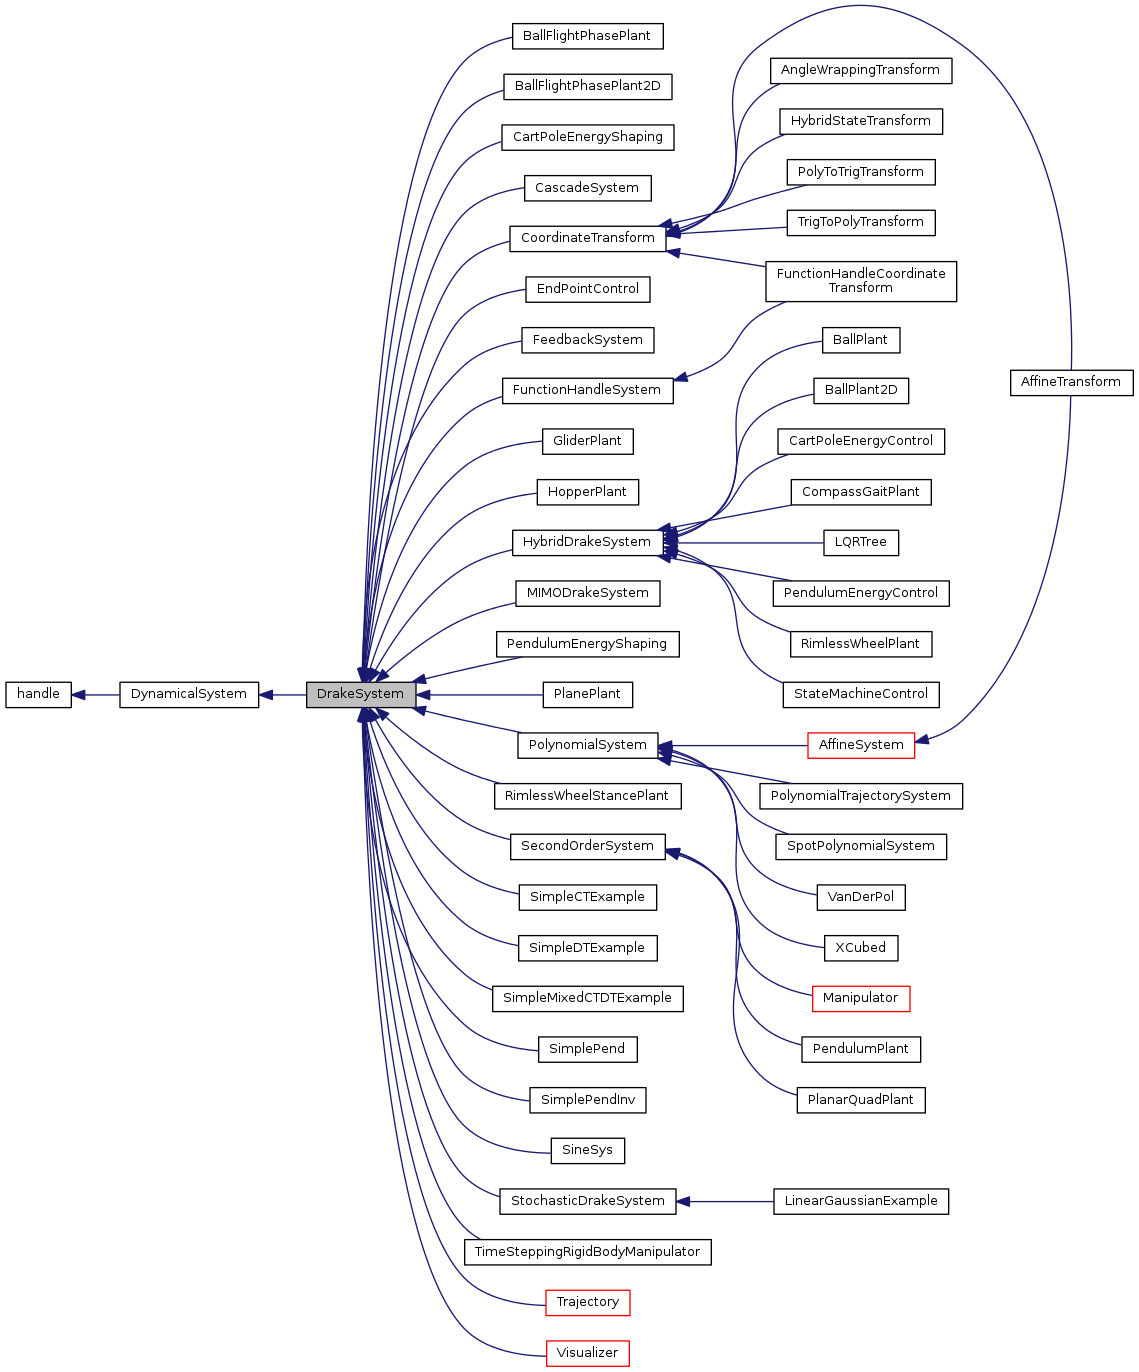 BallFlightPhasePlant
BallFlightPhasePlant2D
CartPoleEnergyShaping
CascadeSystem
CoordinateTransform
EndPointControl
FeedbackSystem
FunctionHandleSystem
GliderPlant
HopperPlant
HybridDrakeSystem
MIMODrakeSystem
PendulumEnergyShaping
handle
DynamicalSystem
DrakeSystem
PlanePlant
PolynomialSystem
RimlessWheelStancePlant
SecondOrderSystem
SimpleCTExample
SimpleDTExample
SimpleMixedCTDTExample
SimplePend
SimplePendInv
SineSys
StochasticDrakeSystem
TimeSteppingRigidBodyManipulator
Trajectory
Visualizer
AngleWrappingTransform
HybridStateTransform
PolyToTrigTransform
TrigToPolyTransform
FunctionHandleCoordinate
Transform
BallPlant
BallPlant2D
CartPoleEnergyControl
CompassGaitPlant
LQRTree
PendulumEnergyControl
RimlessWheelPlant
StateMachineControl
AffineSystem
PolynomialTrajectorySystem
SpotPolynomialSystem
VanDerPol
XCubed
Manipulator
PendulumPlant
PlanarQuadPlant
LinearGaussianExample
AffineTransform